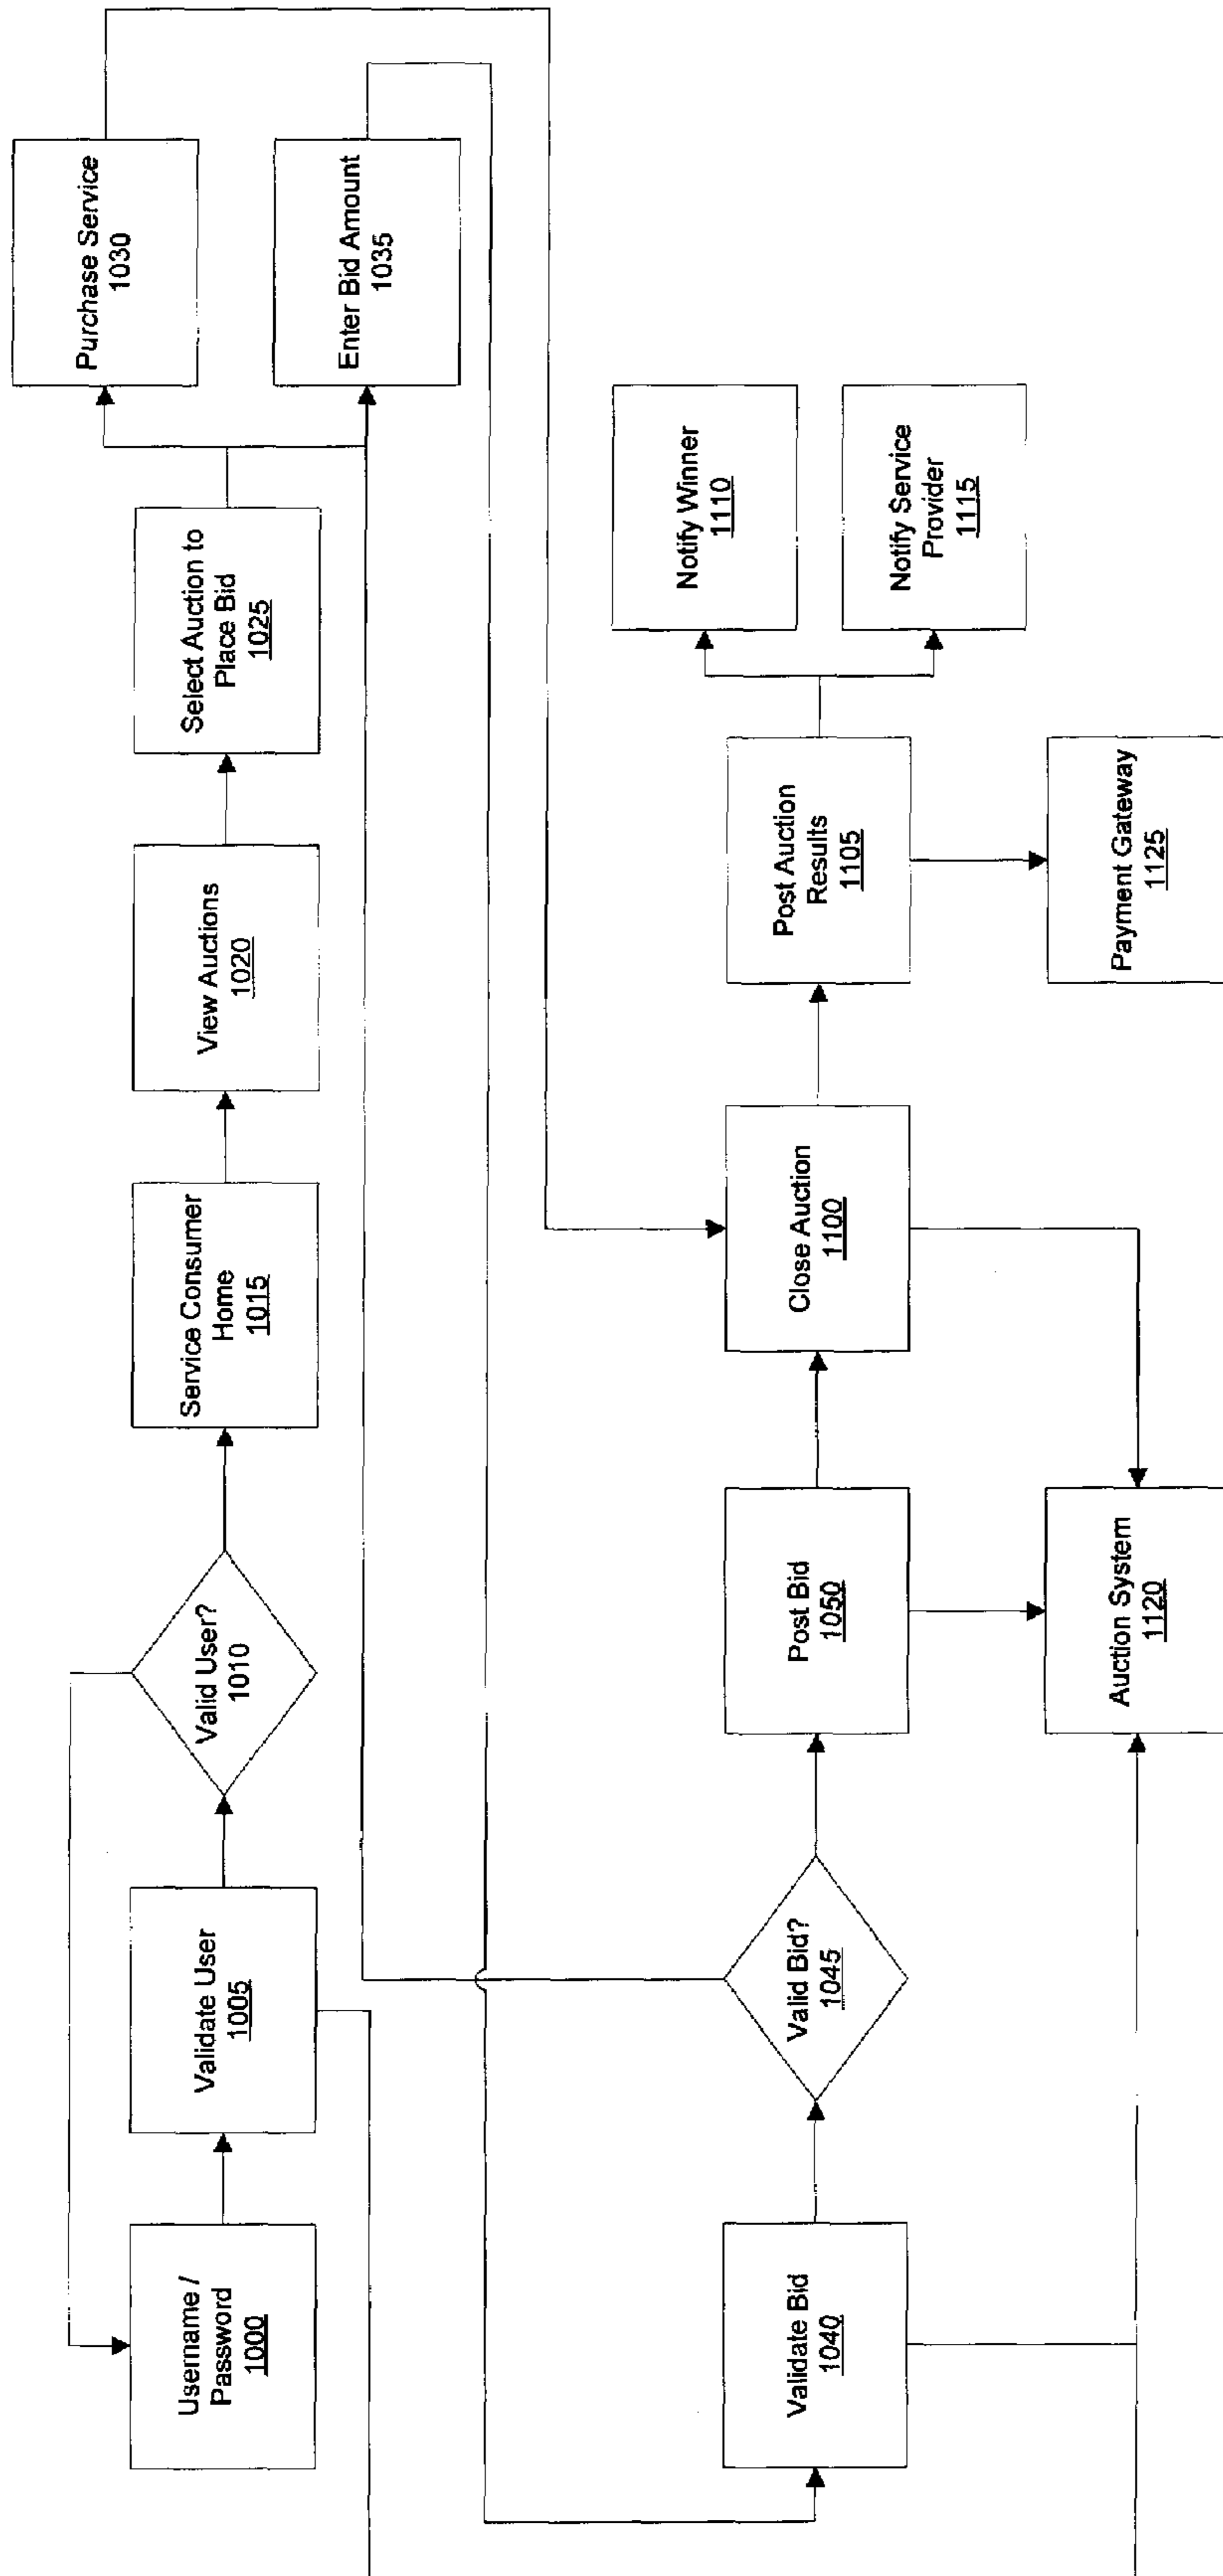 Username /
Password
1000
Validate User
1005
Valid User?
1010
Service Consumer
Home
1015
View Auctions
1020
Select Auction to
Place Bid
1025
Purchase Service
1030
Enter Bid Amount
1035
Validate Bid
1040
Valid Bid?
1045
Post Bid
1050
Close Auction
1100
Post Auction
Results
1105
Notify Winner
1110
Notify Service
Provider
1115
Auction System
1120
Payment Gateway
1125